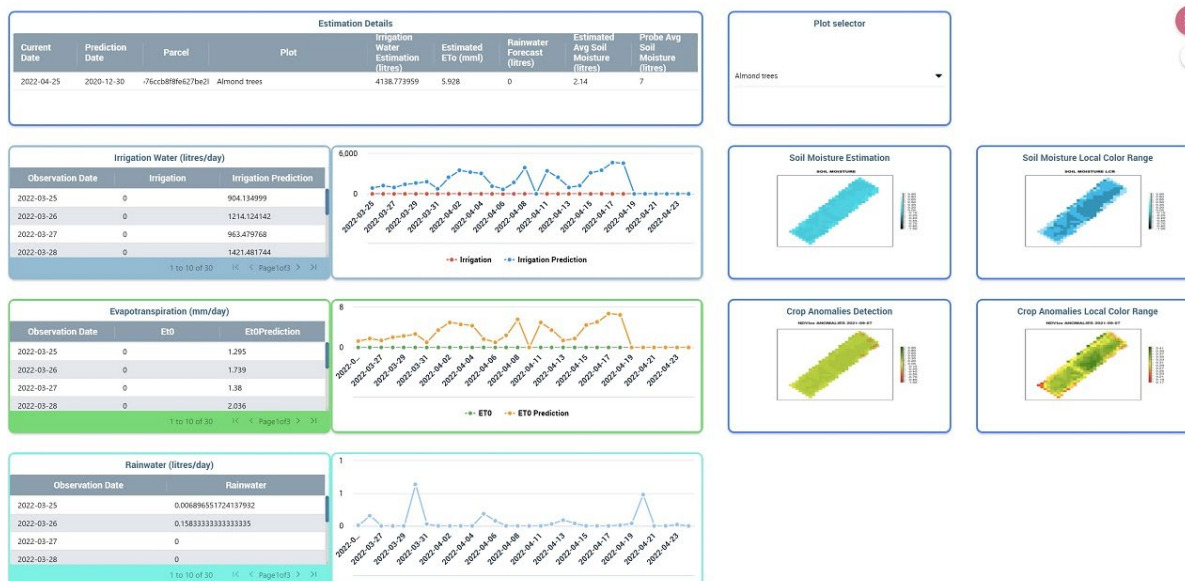 Estimation Details
Current Date
Prediction Date
Parcel
Plot
Irrigation Water Estimation (litres)
Estimated ETo (mml)
Rainwater Forecast (litres)
Estimated Avg Soil Moisture (litres)
Probe Avg Soil Moisture (litres)
2022-04-25 2020-12-30 -76ccb8f8fe627be2l Almond trees 4138.773959 5.928 0 2.14 7
Plot selector
Almond trees
Irrigation Water (litres/day)
Observation Date Irrigation Irrigation Prediction
2022-03-25 0 904.134999
2022-03-26 0 1214.124142
2022-03-27 0 963.479768
2022-03-28 0 1421.481744
1 to 10 of 30 Page1of3
6,000
0
2022-03-25 2022-03-27 2022-03-29 2022-03-31 2022-04-02 2022-04-04 2022-04-06 2022-04-08 2022-04-11 2022-04-13 2022-04-15 2022-04-17 2022-04-19 2022-04-21 2022-04-23
Irrigation Irrigation Prediction
Soil Moisture Estimation
SOIL MOISTURE
Soil Moisture Local Color Range
SOIL MOISTURE LCR
Evapotranspiration (mm/day)
Observation Date Et0 Et0Prediction
2022-03-25 0 1.295
2022-03-26 0 1.739
2022-03-27 0 1.38
2022-03-28 0 2.036
1 to 10 of 30 Page1of3
8
0
2022-0... 2022-03-27 2022-03-29 2022-03-31 2022-04-02 2022-04-04 2022-04-06 2022-04-08 2022-04-11 2022-04-13 2022-04-15 2022-04-17 2022-04-19 2022-04-21 2022-04-23
ET0 ET0 Prediction
Crop Anomalies Detection
ANOMALIES 2021-09-27
Crop Anomalies Local Color Range
ANOMALIES 2021-09-27
Rainwater (litres/day)
Observation Date Rainwater
2022-03-25 0.006896551724137932
2022-03-26 0.15833333333333335
2022-03-27 0
2022-03-28 0
1 to 10 of 30 Page1of3
1
1
0
2022-0... 2022-03-27 2022-03-29 2022-03-31 2022-04-02 2022-04-04 2022-04-06 2022-04-08 2022-04-11 2022-04-13 2022-04-15 2022-04-17 2022-04-19 2022-04-21 2022-04-23